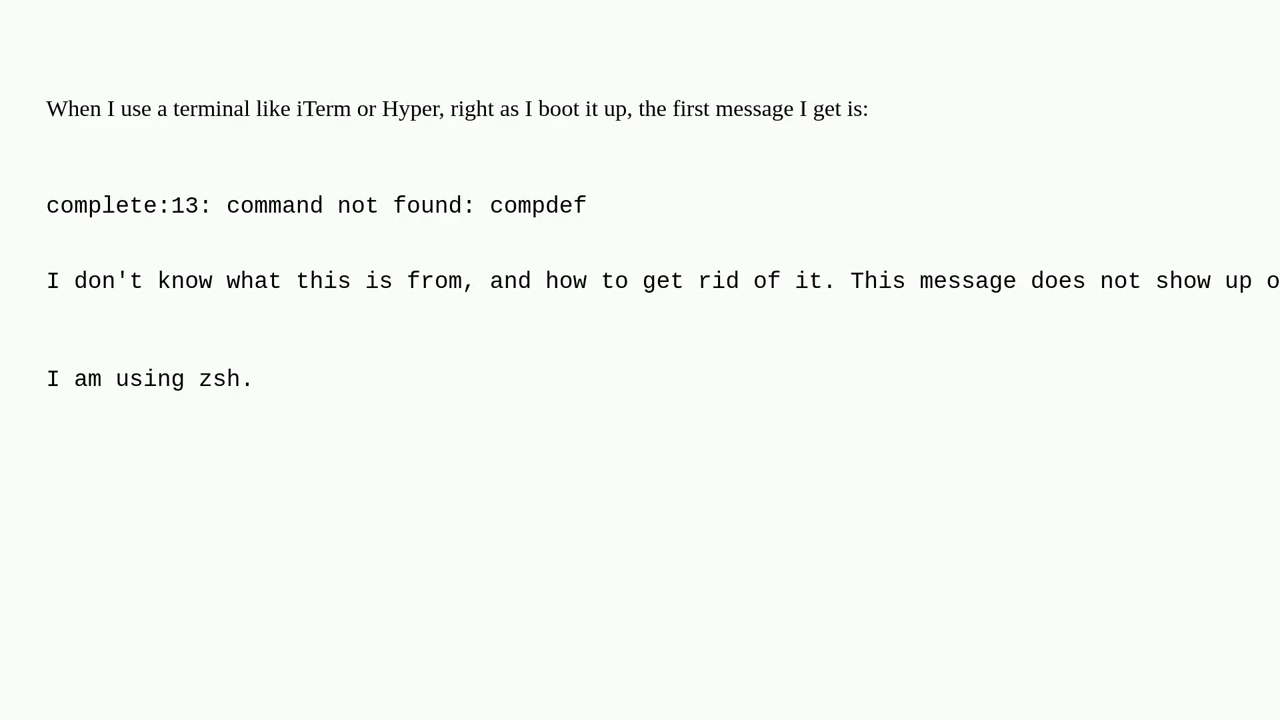 When I use a terminal like iTerm or Hyper, right as I boot it up, the first message I get is:
complete:13: command not found: compdef
I don't know what this is from, and how to get rid of it. This message does not show up
I am using zsh.